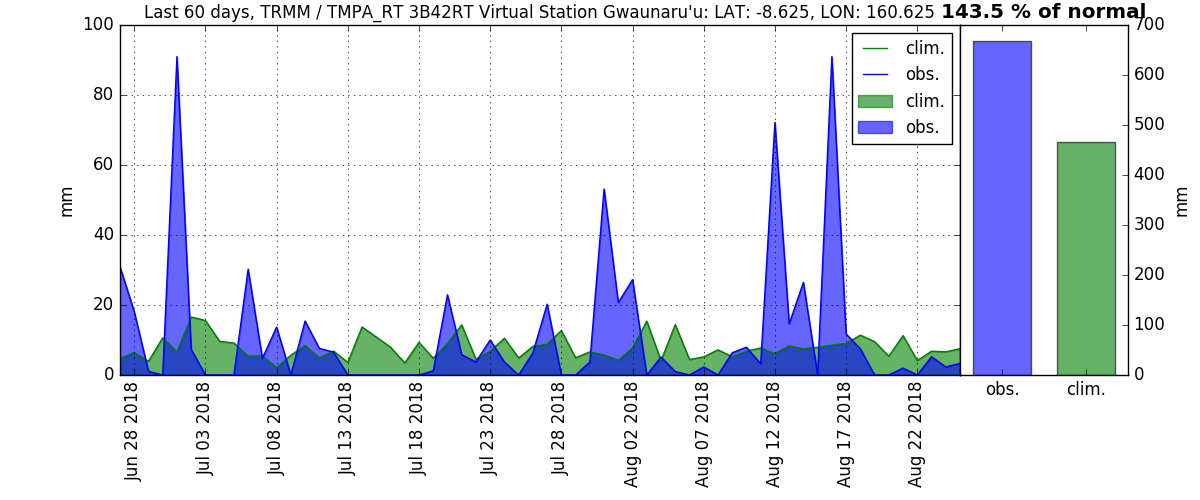 Last 60 days, TRMM / TMPA_RT 3B42RT Virtual Station Gwaunaru'u: LAT: -8.625, LON: 160.625 143.5 % of normal
100
80
60
40
20
0
mm
clim.
obs.
clim.
obs.
700
600
500
400
300
200
100
0
mm
Jun 28 2018
Jul 03 2018
Jul 08 2018
Jul 13 2018
Jul 18 2018
Jul 23 2018
Jul 28 2018
Aug 02 2018
Aug 07 2018
Aug 12 2018
Aug 17 2018
Aug 22 2018
obs.
clim.